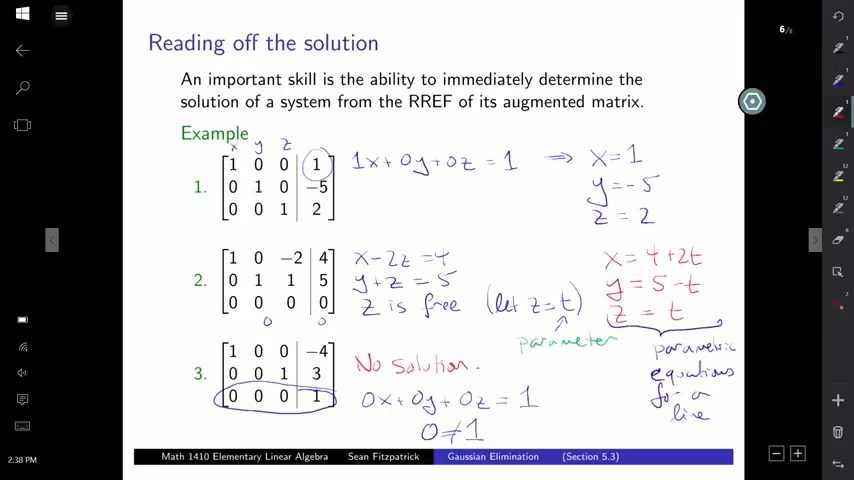 6/8
Reading off the solution
An important skill is the ability to immediately determine the
solution of a system from the RREF of its augmented matrix.
Example
x y z
1. 1 0 0 1
0 1 0 −5
0 0 1 2
1x + 0y + 0z = 1 ⇒ x = 1
y = −5
z = 2
2. 1 0 −2 4
0 1 1 5
0 0 0 0
0 0
x − 2z = 4
y + z = 5
z is free (let z = t)
parameter
x = 4 + 2t
y = 5 − t
z = t
parametric
equations
for a
line
3. 1 0 0 −4
0 0 1 3
0 0 0 1
No solution.
0x + 0y + 0z = 1
0 ≠ 1
2:38 PM
Math 1410 Elementary Linear Algebra Sean Fitzpatrick Gaussian Elimination (Section 5.3)